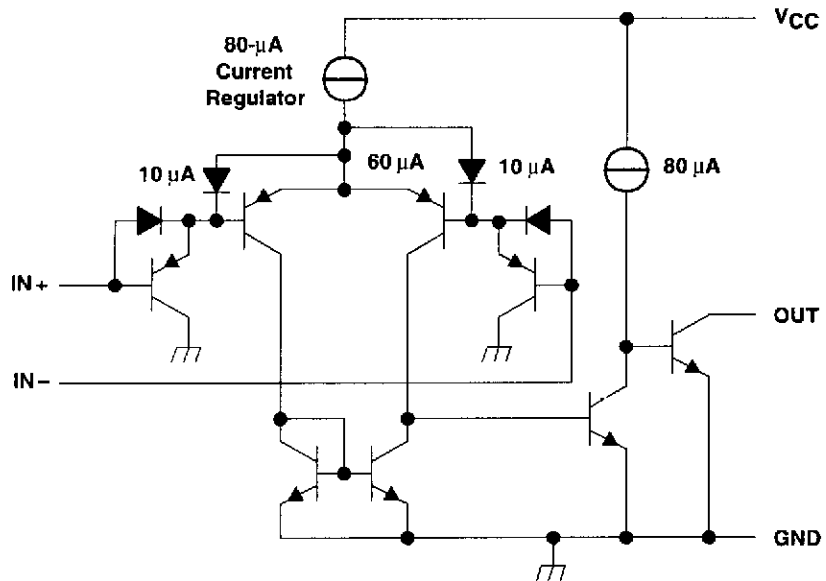 VCC
80-µA
Current
Regulator
10 µA
60 µA
10 µA
80 µA
IN+
OUT
IN−
GND